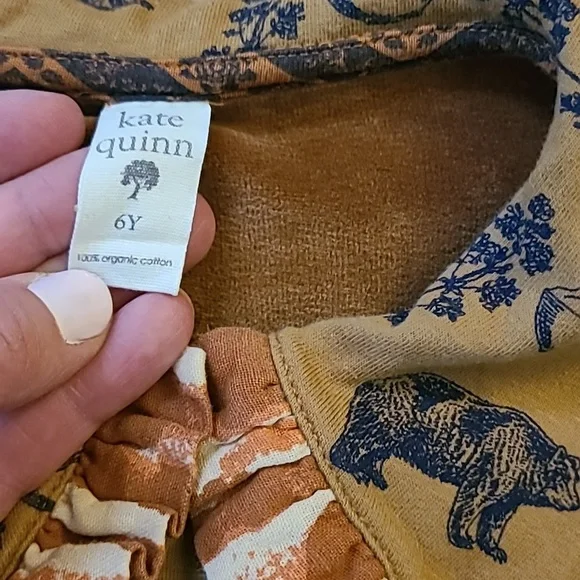 kate
quinn
6Y
100% organic cotton